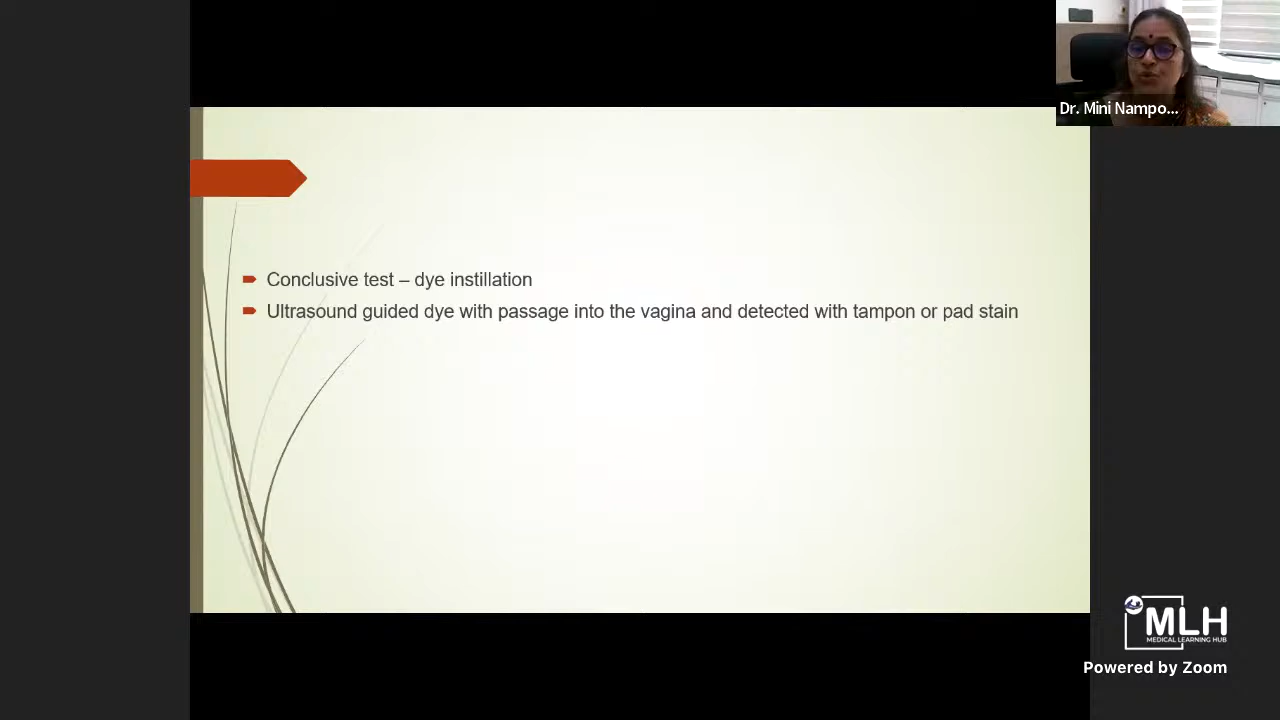 Dr. Mini Nampo...
Conclusive test – dye instillation
Ultrasound guided dye with passage into the vagina and detected with tampon or pad stain
MLH
MEDICAL LEARNING HUB
Powered by Zoom